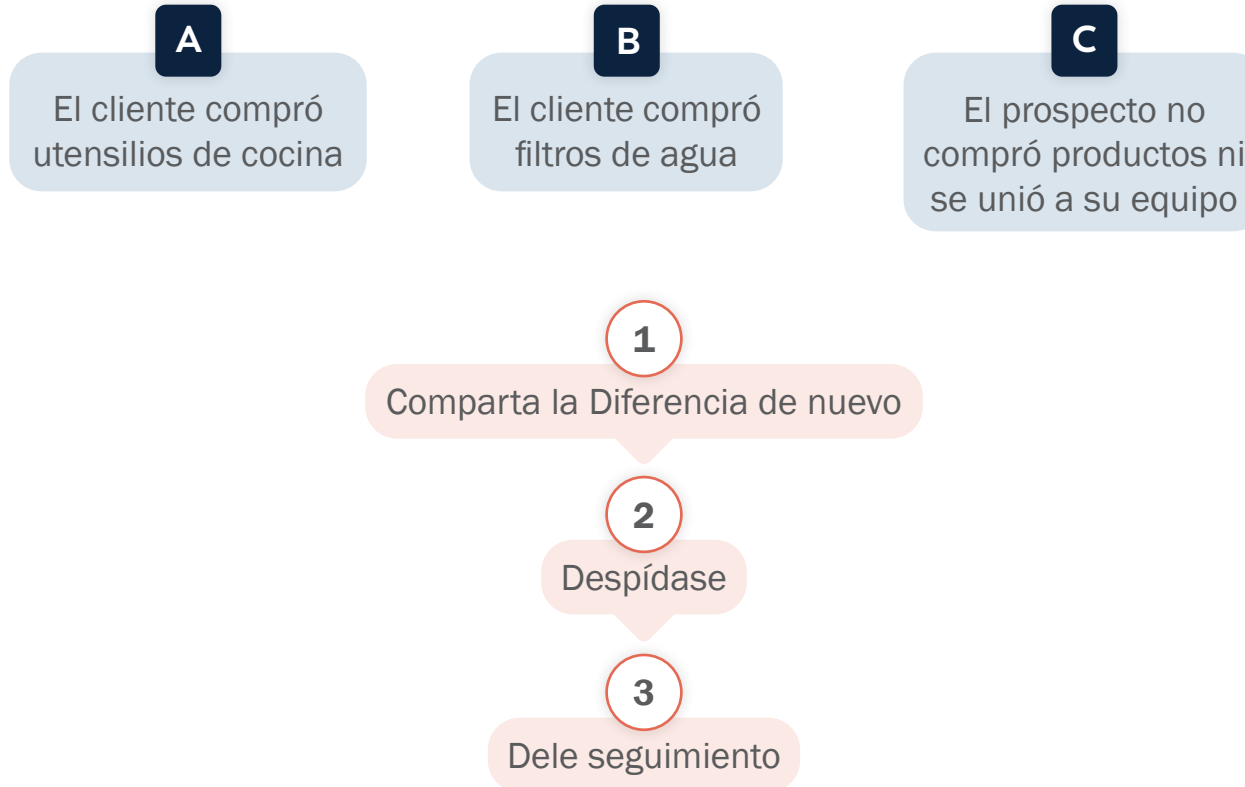 A
El cliente compró
utensilios de cocina
B
El cliente compró
filtros de agua
C
El prospecto no
compró productos ni
se unió a su equipo
1
Comparta la Diferencia de nuevo
2
Despídase
3
Dele seguimiento